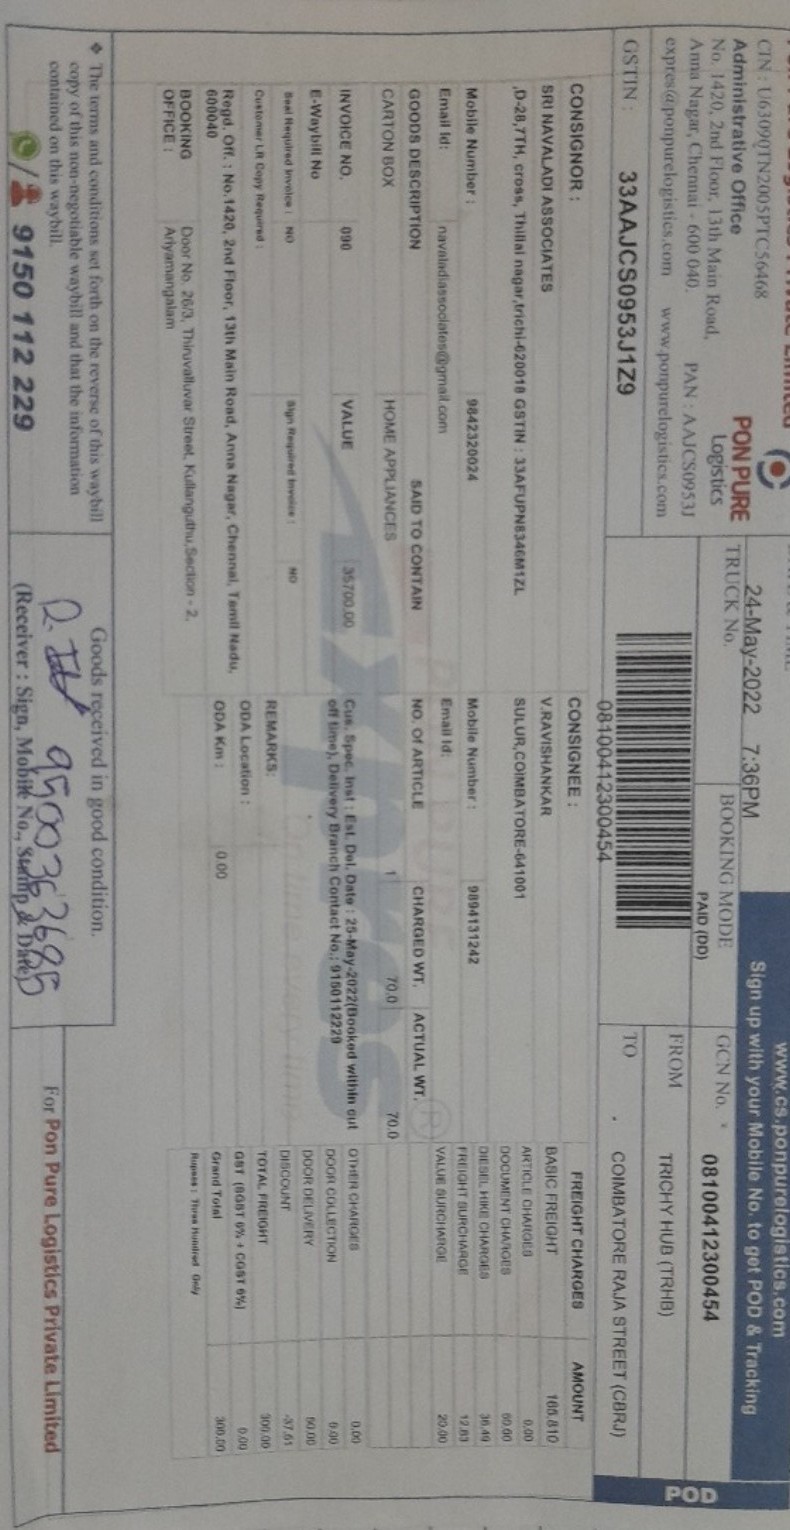 www.cs.ponpurelogistics.com
Sign up with your Mobile No. to get POD & Tracking
POD
CIN : U63090TN2005PTC56468
Administrative Office
No. 1420, 2nd Floor, 13th Main Road,
Anna Nagar, Chennai - 600 040. PAN : AAJCS0953J
expres@ponpurelogistics.com www.ponpurelogistics.com
PON PURE
Logistics
GSTIN : 33AAJCS0953J1Z9
24-May-2022 7:36PM
TRUCK No.
BOOKING MODE
PAID (DD)
08100412300454
GCN No. 08100412300454
FROM TRICHY HUB (TRHB)
TO COIMBATORE RAJA STREET (CBRJ)
CONSIGNOR :
SRI NAVALADI ASSOCIATES
,D-28,7TH, cross, Thillai nagar,trichi-620018 GSTIN : 33AFUPN8346M1ZL
Mobile Number : 9842320024
Email Id: navaladiassociates@gmail.com
CONSIGNEE :
V.RAVISHANKAR
SULUR,COIMBATORE-641001
Mobile Number : 9894131242
Email Id:
GOODS DESCRIPTION SAID TO CONTAIN NO. Of ARTICLE CHARGED WT. ACTUAL WT.
CARTON BOX HOME APPLIANCES 1 70.0 70.0
INVOICE NO. 090 VALUE 35700.00
E-Waybill No
Seal Required Invoice : NO Sign Required Invoice : NO
Customer LR Copy Required :
Cus. Spec. Inst : Est. Del. Date : 25-May-2022(Booked within cut
off time), Delivery Branch Contact No.: 9150112229
REMARKS:
ODA Location :
ODA Km : 0.00
Regd. Off. : No.1420, 2nd Floor, 13th Main Road, Anna Nagar, Chennai, Tamil Nadu,
600040
BOOKING Door No. 26/3, Thiruvalluvar Street, Kullanguthu,Section - 2,
OFFICE : Ariyamangalam
FREIGHT CHARGES AMOUNT
BASIC FREIGHT 165.810
ARTICLE CHARGES 0.00
DOCUMENT CHARGES
DIESEL HIKE CHARGES 36.49
FREIGHT SURCHARGE 12.83
VALUE SURCHARGE 20.00
OTHER CHARGES 0.00
DOOR COLLECTION 0.00
DOOR DELIVERY
DISCOUNT
TOTAL FREIGHT 300.00
GST (SGST 6% + CGST 6%) 0.00
Grand Total 300.00
Rupees : Three Hundred Only
❖ The terms and conditions set forth on the reverse of this waybill
copy of this non-negotiable waybill and that the information
contained on this waybill.
9150 112 229
Goods received in good condition.
(Receiver : Sign, Mobile No., Stamp & Date)
For Pon Pure Logistics Private Limited